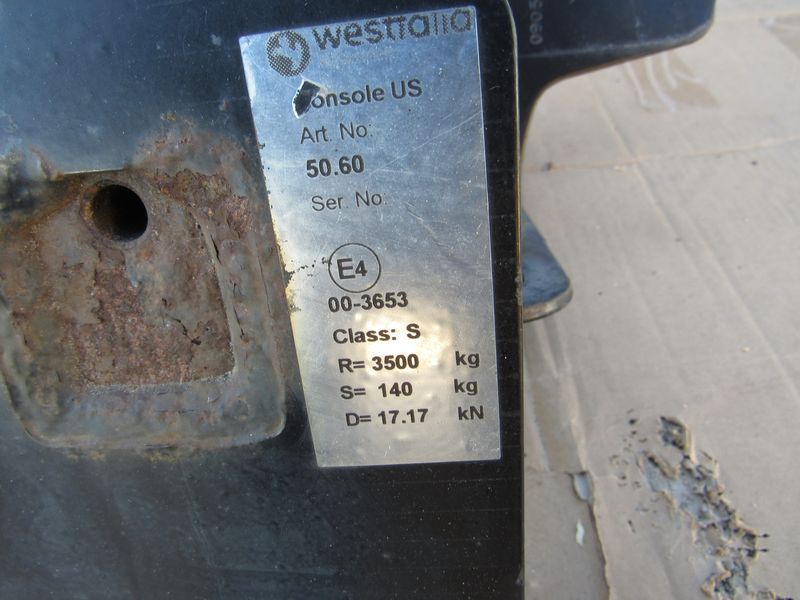 westfalia
Console US
Art. No:
50.60
Ser. No:
E4
00-3653
Class: S
R= 3500 kg
S= 140 kg
D= 17.17 kN